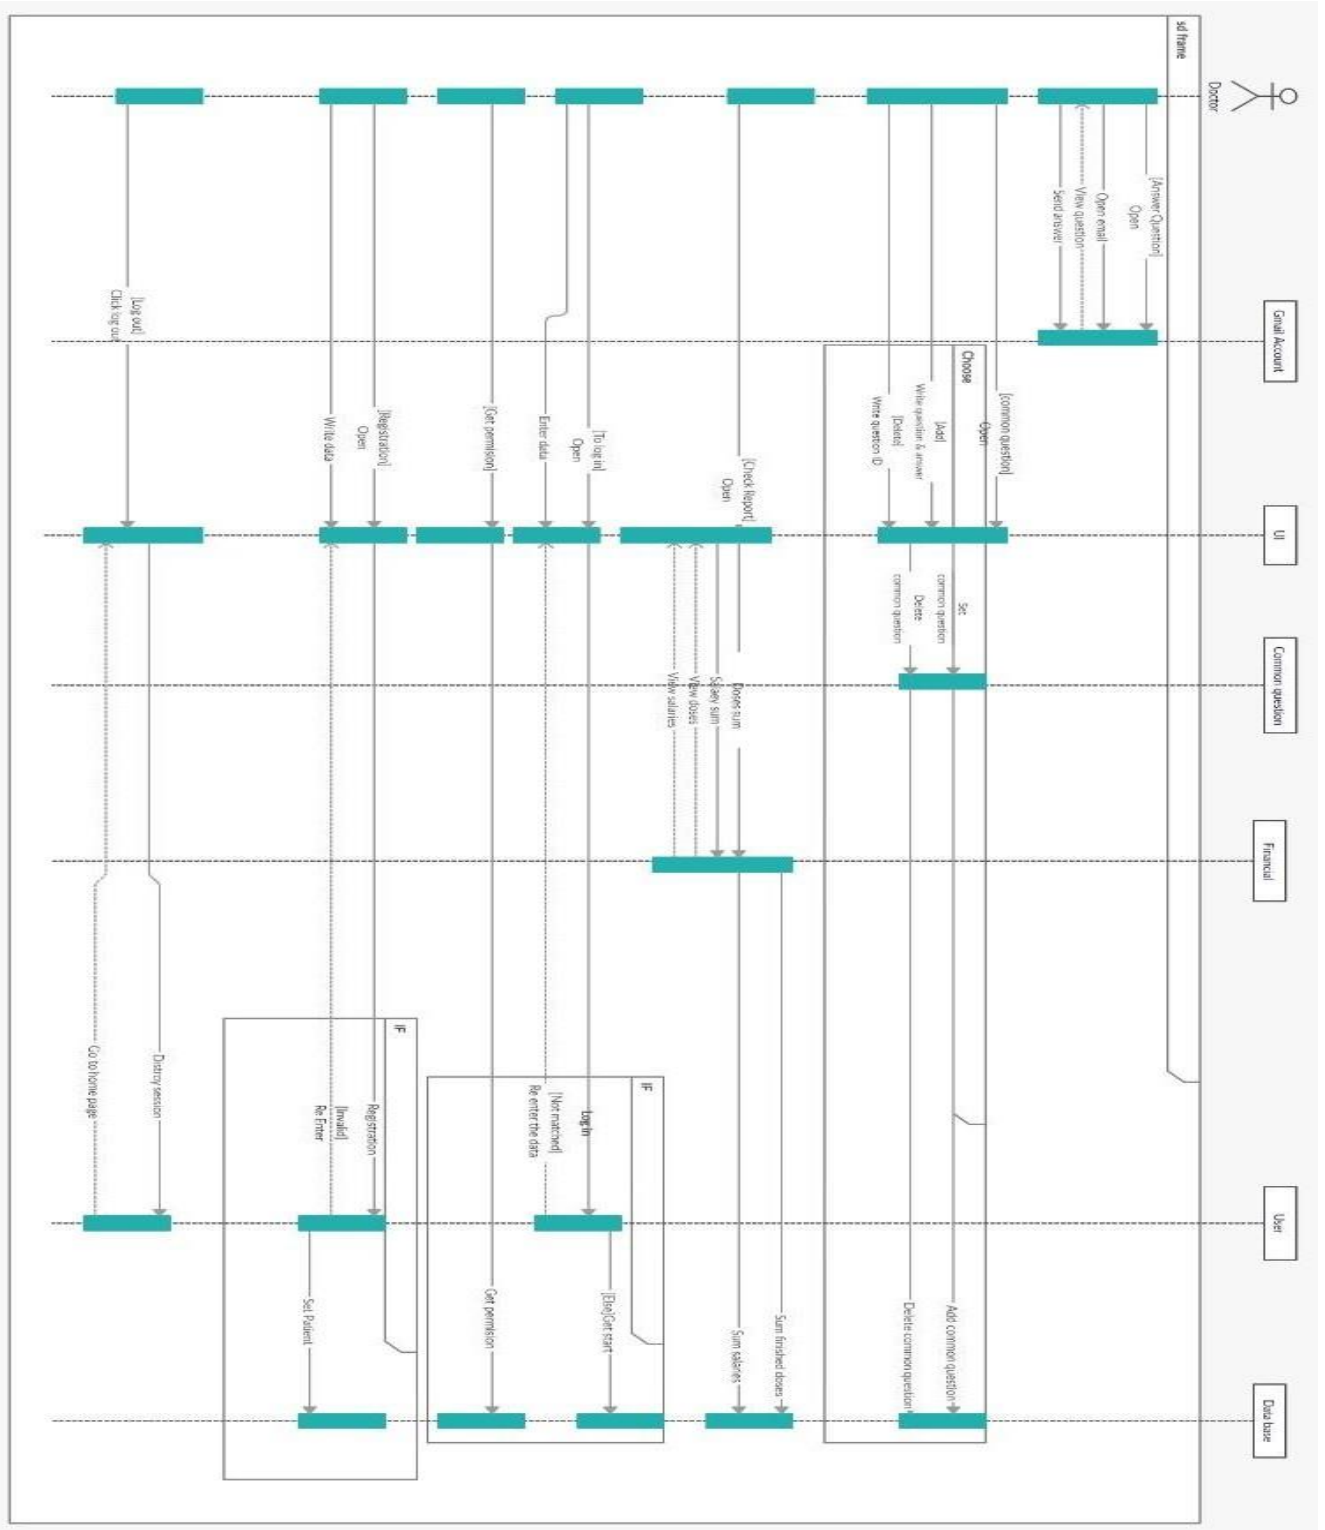 sd frame
Doctor
Gmail Account
UI
Common question
Financial
User
Data base
[Answer Question]
Open
Open email
View question
Send answer
[common question]
Open
Choose
[Add]
Write question & answer
[Delete]
Write question ID
Set
common question
Delete
common question
Add common question
Delete common question
[Check Report]
Open
Doses sum
Salaey sum
View doses
View salaries
Sum finished doses
Sum salaries
[To log in]
Open
Enter data
IF
Log in
[Not matched]
Re enter the data
[Else]Get start
[Get permision]
Get permision
[Registration]
Open
Write data
IF
Registration
[Invalid]
Re Enter
Set Patient
[Log out]
Click log out
Distroy session
Go to home page